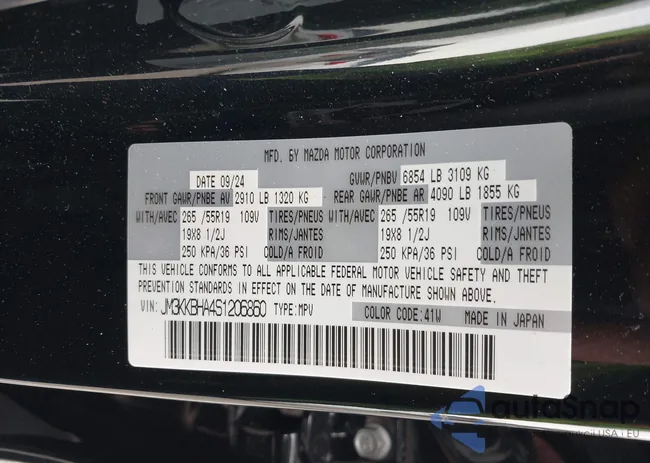 MFD. BY MAZDA MOTOR CORPORATION
DATE 09/24 GVWR/PNBV 6854 LB 3109 KG
FRONT GAWR/PNBE AV 2910 LB 1320 KG REAR GAWR/PNBE AR 4090 LB 1855 KG
WITH/AVEC 265 /55R19 109V TIRES/PNEUS WITH/AVEC 265 /55R19 109V TIRES/PNEUS
19X8 1/2J RIMS/JANTES 19X8 1/2J RIMS/JANTES
250 KPA/36 PSI COLD/A FROID 250 KPA/36 PSI COLD/A FROID
THIS VEHICLE CONFORMS TO ALL APPLICABLE FEDERAL MOTOR VEHICLE SAFETY AND THEFT
PREVENTION STANDARDS IN EFFECT ON THE DATE OF MANUFACTURE SHOWN ABOVE.
VIN: JM3KKBHA4S1206860 TYPE: MPV COLOR CODE: 41W MADE IN JAPAN
autoSnap
USA i EU